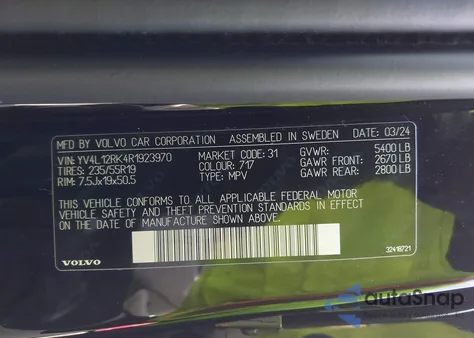 MFD BY VOLVO CAR CORPORATION ASSEMBLED IN SWEDEN DATE: 03/24
VIN: YV4L12RK4R1923970 MARKET CODE: 31 GVWR: 5400 LB
TIRES: 235/55R19 COLOUR: 717 GAWR FRONT: 2670 LB
RIM: 7.5Jx19x50.5 TYPE: MPV GAWR REAR: 2800 LB
THIS VEHICLE CONFORMS TO ALL APPLICABLE FEDERAL MOTOR
VEHICLE SAFETY AND THEFT PREVENTION STANDARDS IN EFFECT
ON THE DATE OF MANUFACTURE SHOWN ABOVE.
VOLVO 32418721
autoSnap